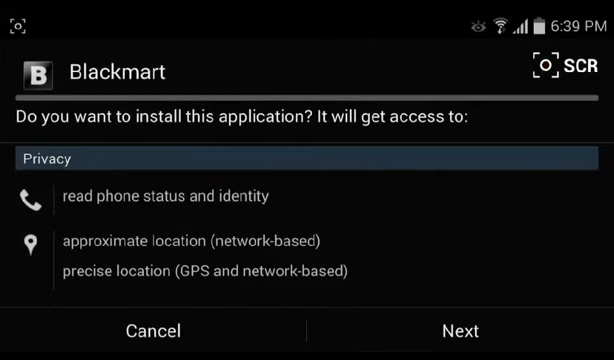 6:39 PM
B Blackmart
SCR
Do you want to install this application? It will get access to:
Privacy
read phone status and identity
approximate location (network-based)
precise location (GPS and network-based)
Cancel
Next